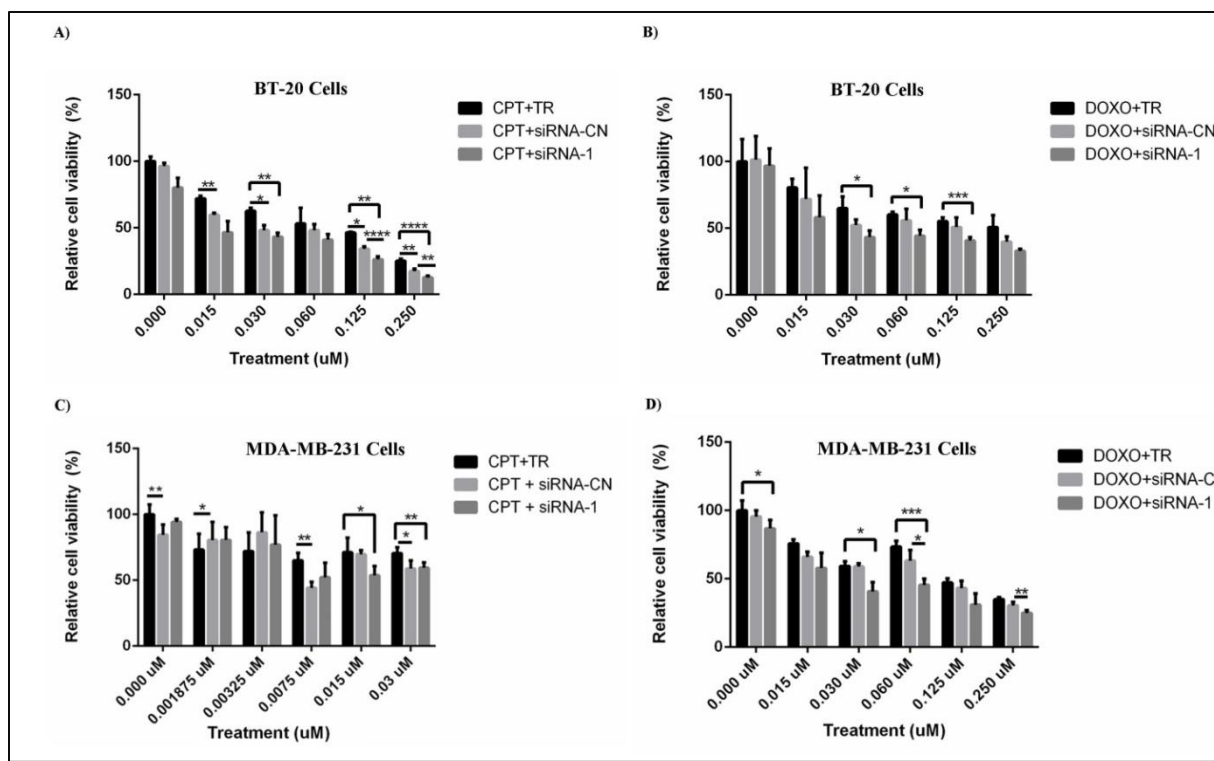 A)
BT-20 Cells
CPT+TR
CPT+siRNA-CN
CPT+siRNA-1
Relative cell viability (%)
150
100
50
0
** ** * ** * **** **** ** **
0.000 0.015 0.030 0.060 0.125 0.250
Treatment (uM)
B)
BT-20 Cells
DOXO+TR
DOXO+siRNA-CN
DOXO+siRNA-1
Relative cell viability (%)
150
100
50
0
* * ***
0.000 0.015 0.030 0.060 0.125 0.250
Treatment (uM)
C)
MDA-MB-231 Cells
CPT+TR
CPT + siRNA-CN
CPT + siRNA-1
Relative cell viability (%)
150
100
50
0
** * ** * ** *
0.000 uM 0.001875 uM 0.00325 uM 0.0075 uM 0.015 uM 0.03 uM
Treatment (uM)
D)
MDA-MB-231 Cells
DOXO+TR
DOXO+siRNA-C
DOXO+siRNA-1
Relative cell viability (%)
150
100
50
0
* * *** * **
0.000 uM 0.015 uM 0.030 uM 0.060 uM 0.125 uM 0.250 uM
Treatment (uM)